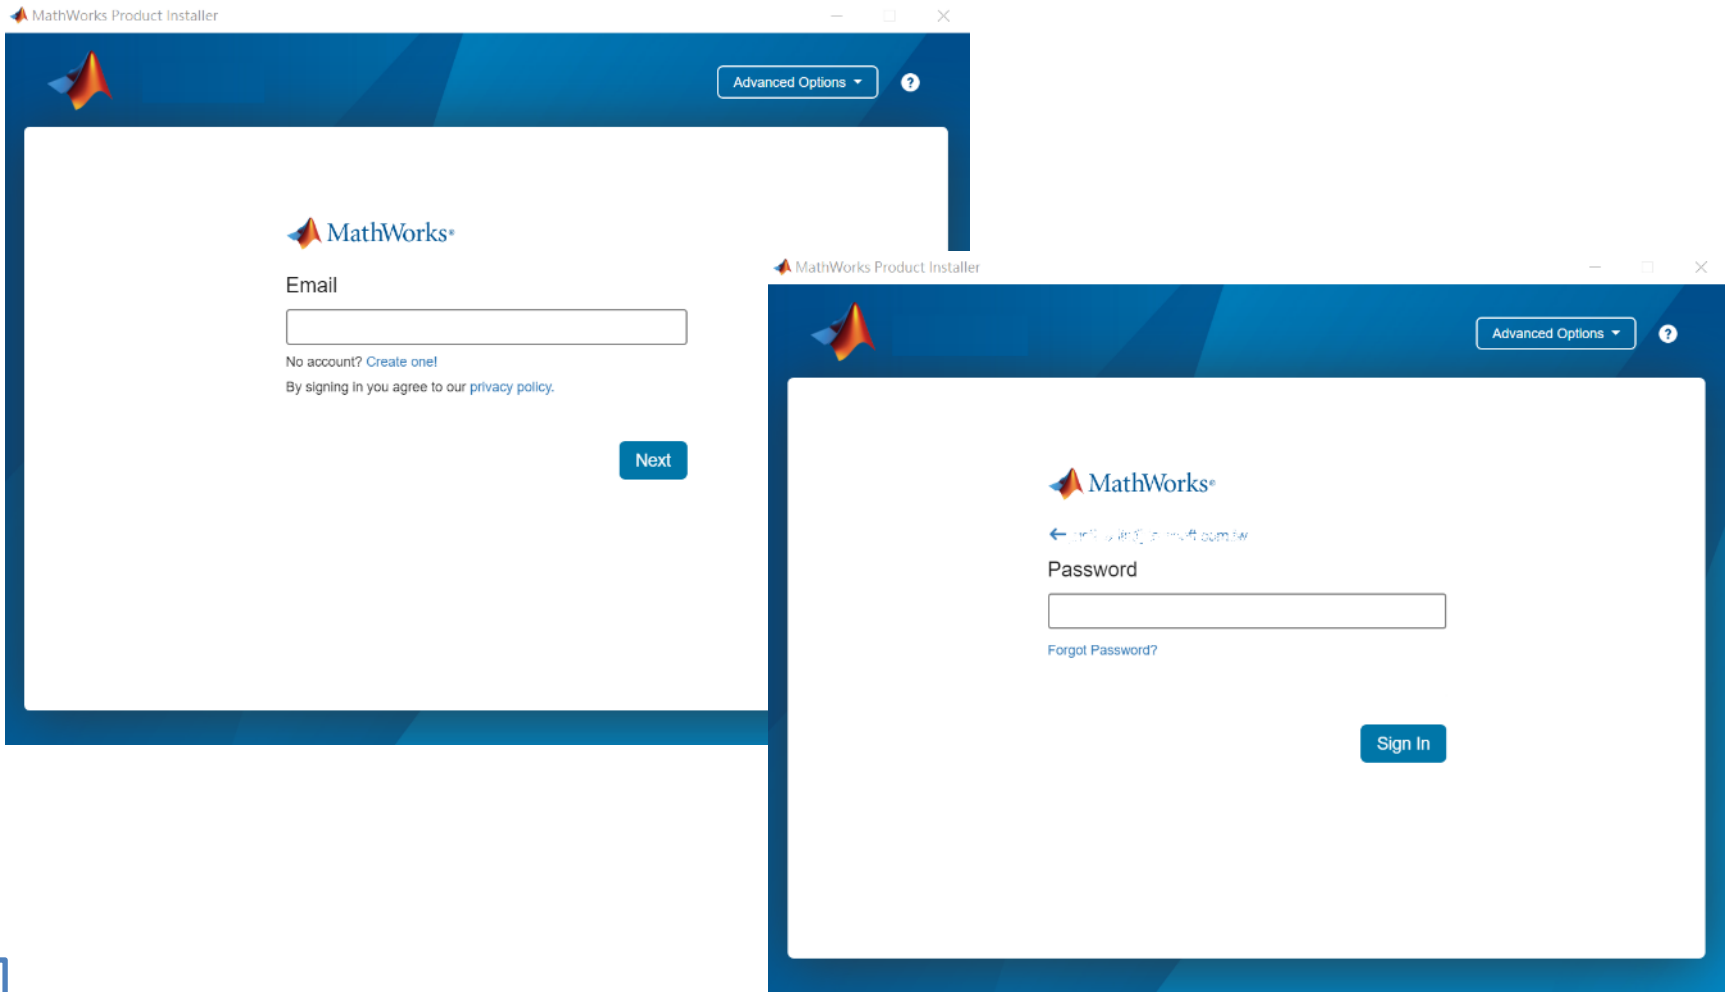 MathWorks Product Installer
Advanced Options
?
MathWorks®
Email
No account? Create one!
By signing in you agree to our privacy policy.
Next
MathWorks Product Installer
Advanced Options
?
MathWorks®
Password
Forgot Password?
Sign In